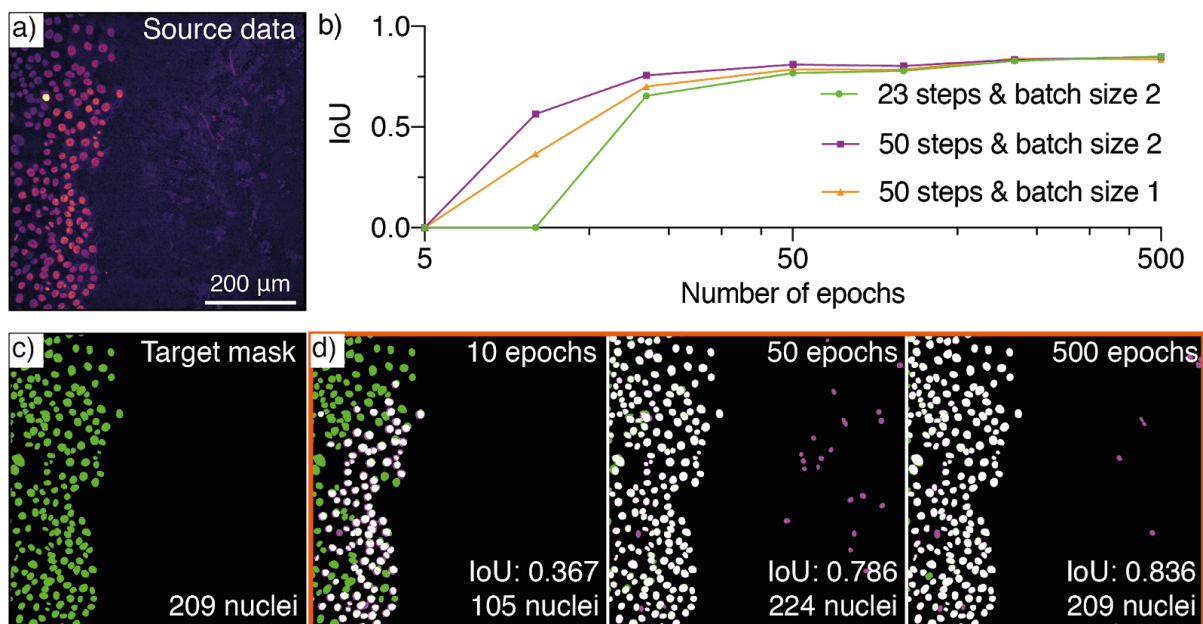 a)
Source data
200 µm
b)
1.0
0.5
0.0
IoU
5
50
500
Number of epochs
23 steps & batch size 2
50 steps & batch size 2
50 steps & batch size 1
c)
Target mask
209 nuclei
d)
10 epochs
IoU: 0.367
105 nuclei
50 epochs
IoU: 0.786
224 nuclei
500 epochs
IoU: 0.836
209 nuclei